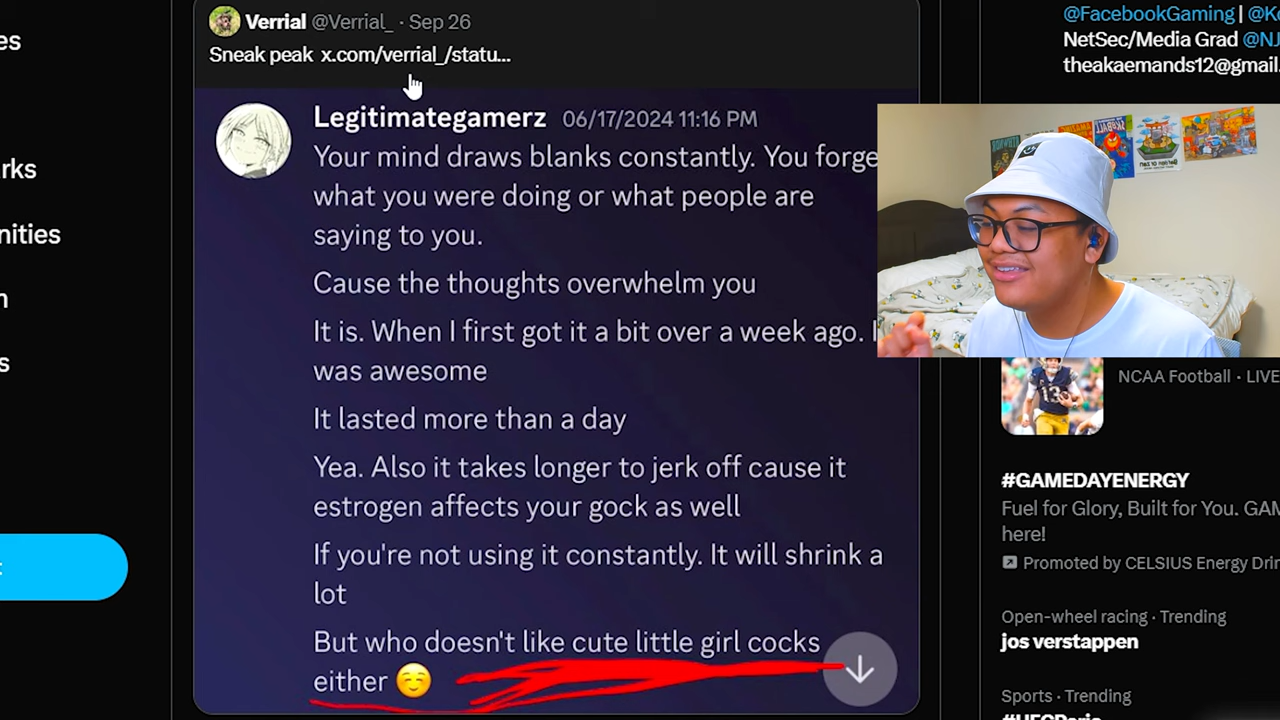 es
rks
nities
n
s
Verrial @Verrial_ · Sep 26
Sneak peak x.com/verrial_/statu...
Legitimategamerz 06/17/2024 11:16 PM
Your mind draws blanks constantly. You forge
what you were doing or what people are
saying to you.
Cause the thoughts overwhelm you
It is. When I first got it a bit over a week ago.
was awesome
It lasted more than a day
Yea. Also it takes longer to jerk off cause it
estrogen affects your gock as well
If you're not using it constantly. It will shrink a
lot
But who doesn't like cute little girl cocks
either ☺️
@FacebookGaming | @Ko
NetSec/Media Grad @NJ
theakaemands12@gmail.
NCAA Football · LIVE
#GAMEDAYENERGY
Fuel for Glory, Built for You. GAM
here!
Promoted by CELSIUS Energy Drin
Open-wheel racing · Trending
jos verstappen
Sports · Trending
#UFCParis